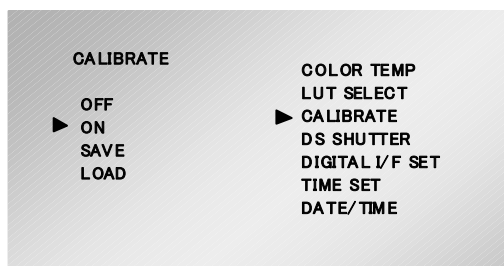 CALIBRATE
OFF
ON
SAVE
LOAD
COLOR TEMP
LUT SELECT
CALIBRATE
DS SHUTTER
DIGITAL I/F SET
TIME SET
DATE/TIME